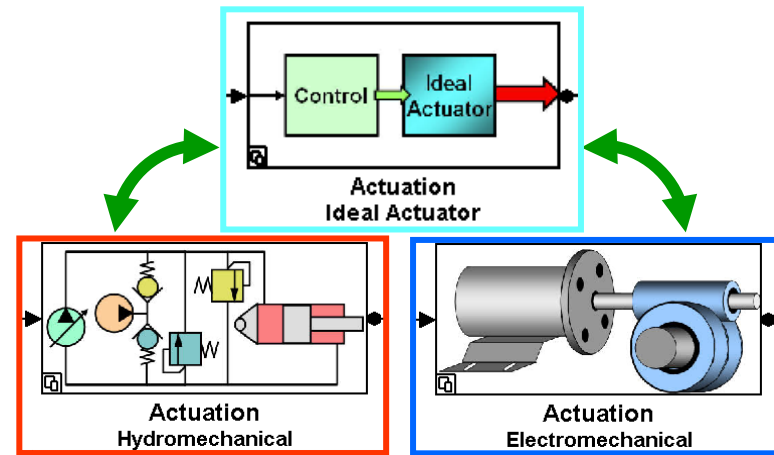 Control
Ideal
Actuator
Actuation
Ideal Actuator
Actuation
Hydromechanical
Actuation
Electromechanical